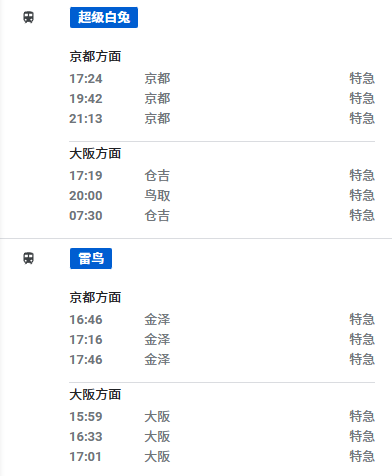 超级白兔
京都方面
17:24 京都 特急
19:42 京都 特急
21:13 京都 特急
大阪方面
17:19 仓吉 特急
20:00 鸟取 特急
07:30 仓吉 特急
雷鸟
京都方面
16:46 金泽 特急
17:16 金泽 特急
17:46 金泽 特急
大阪方面
15:59 大阪 特急
16:33 大阪 特急
17:01 大阪 特急